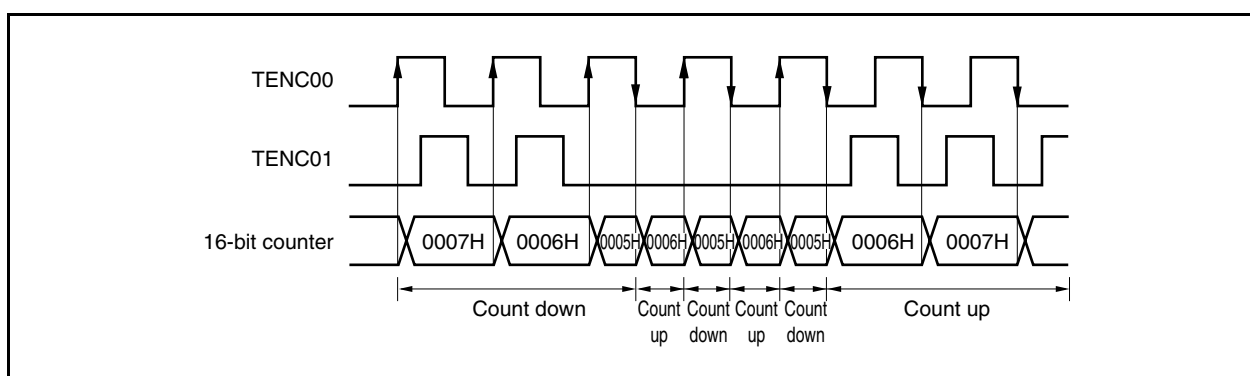 TENC00
TENC01
16-bit counter
0007H 0006H 0005H 0006H 0005H 0006H 0005H 0006H 0007H
Count down Count up Count down Count up Count down Count up